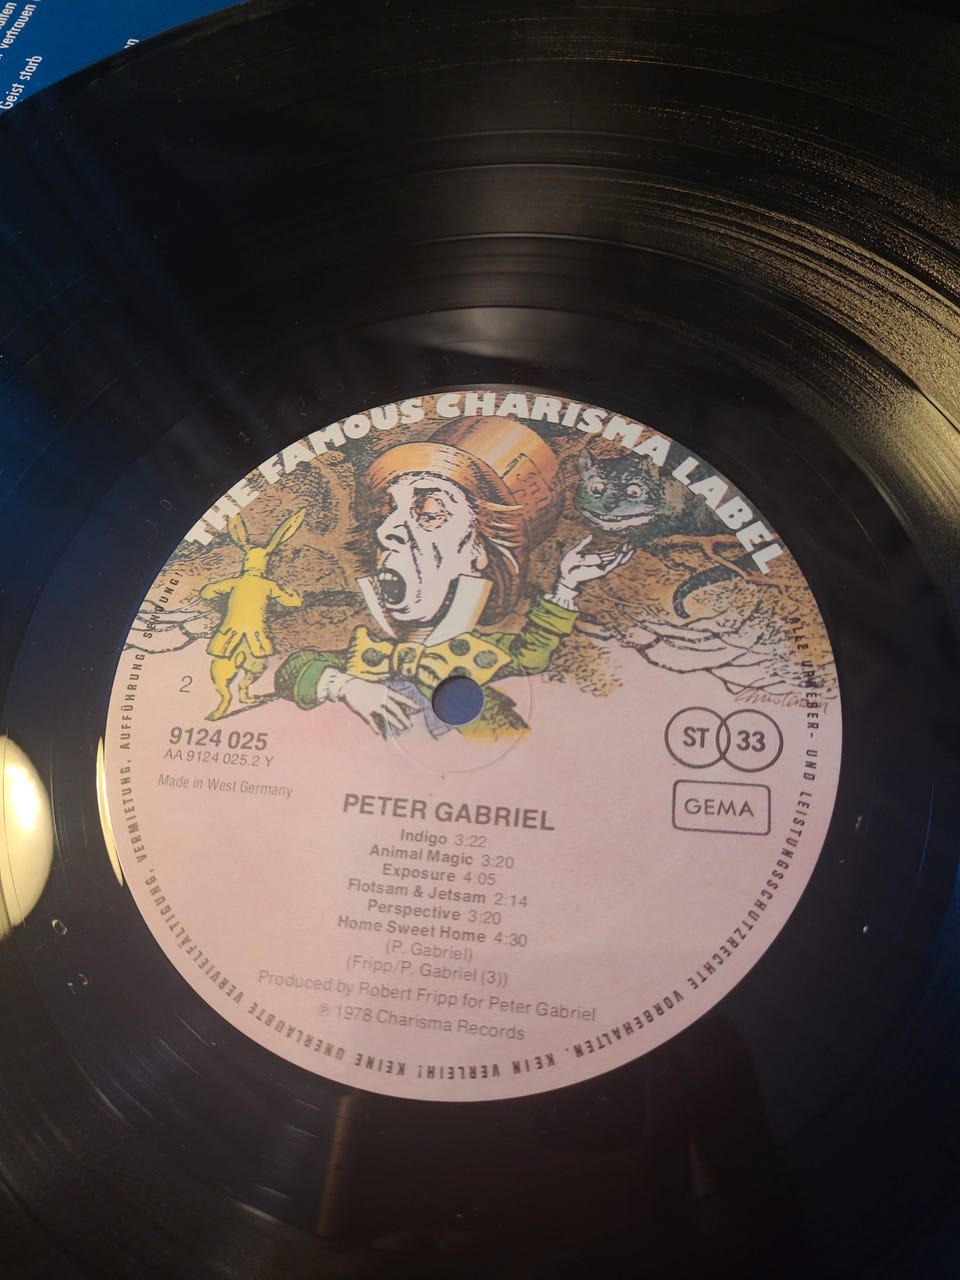 ertrauen
Geist starb
THE FAMOUS CHARISMA LABEL
2
9124 025
AA 9124 025.2 Y
Made in West Germany
ST 33
GEMA
PETER GABRIEL
Indigo 3:22
Animal Magic 3:20
Exposure 4:05
Flotsam & Jetsam 2:14
Perspective 3:20
Home Sweet Home 4:30
(P. Gabriel)
(Fripp/P. Gabriel (3))
Produced by Robert Fripp for Peter Gabriel
℗ 1978 Charisma Records
ALLE URHEBER- UND LEISTUNGSSCHUTZRECHTE VORBEHALTEN. KEIN VERLEIH! KEINE UNERLAUBTE VERVIELFÄLTIGUNG, VERMIETUNG, AUFFÜHRUNG, SENDUNG!